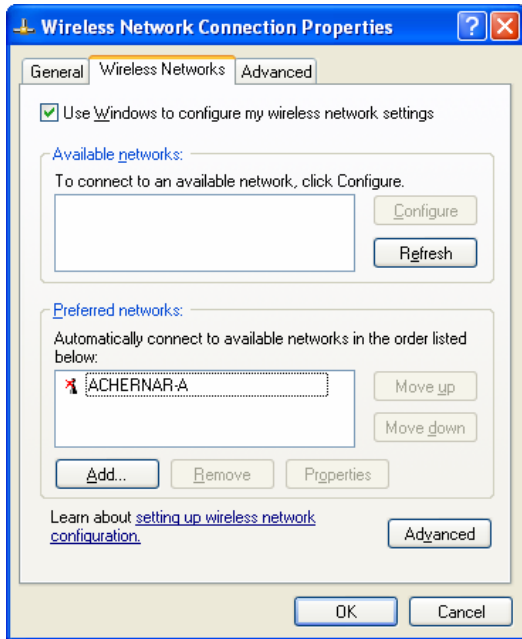 Wireless Network Connection Properties
General
Wireless Networks
Advanced
Use Windows to configure my wireless network settings
Available networks:
To connect to an available network, click Configure.
Configure
Refresh
Preferred networks:
Automatically connect to available networks in the order listed
below:
ACHERNAR-A
Move up
Move down
Add...
Remove
Properties
Learn about setting up wireless network
configuration.
Advanced
OK
Cancel